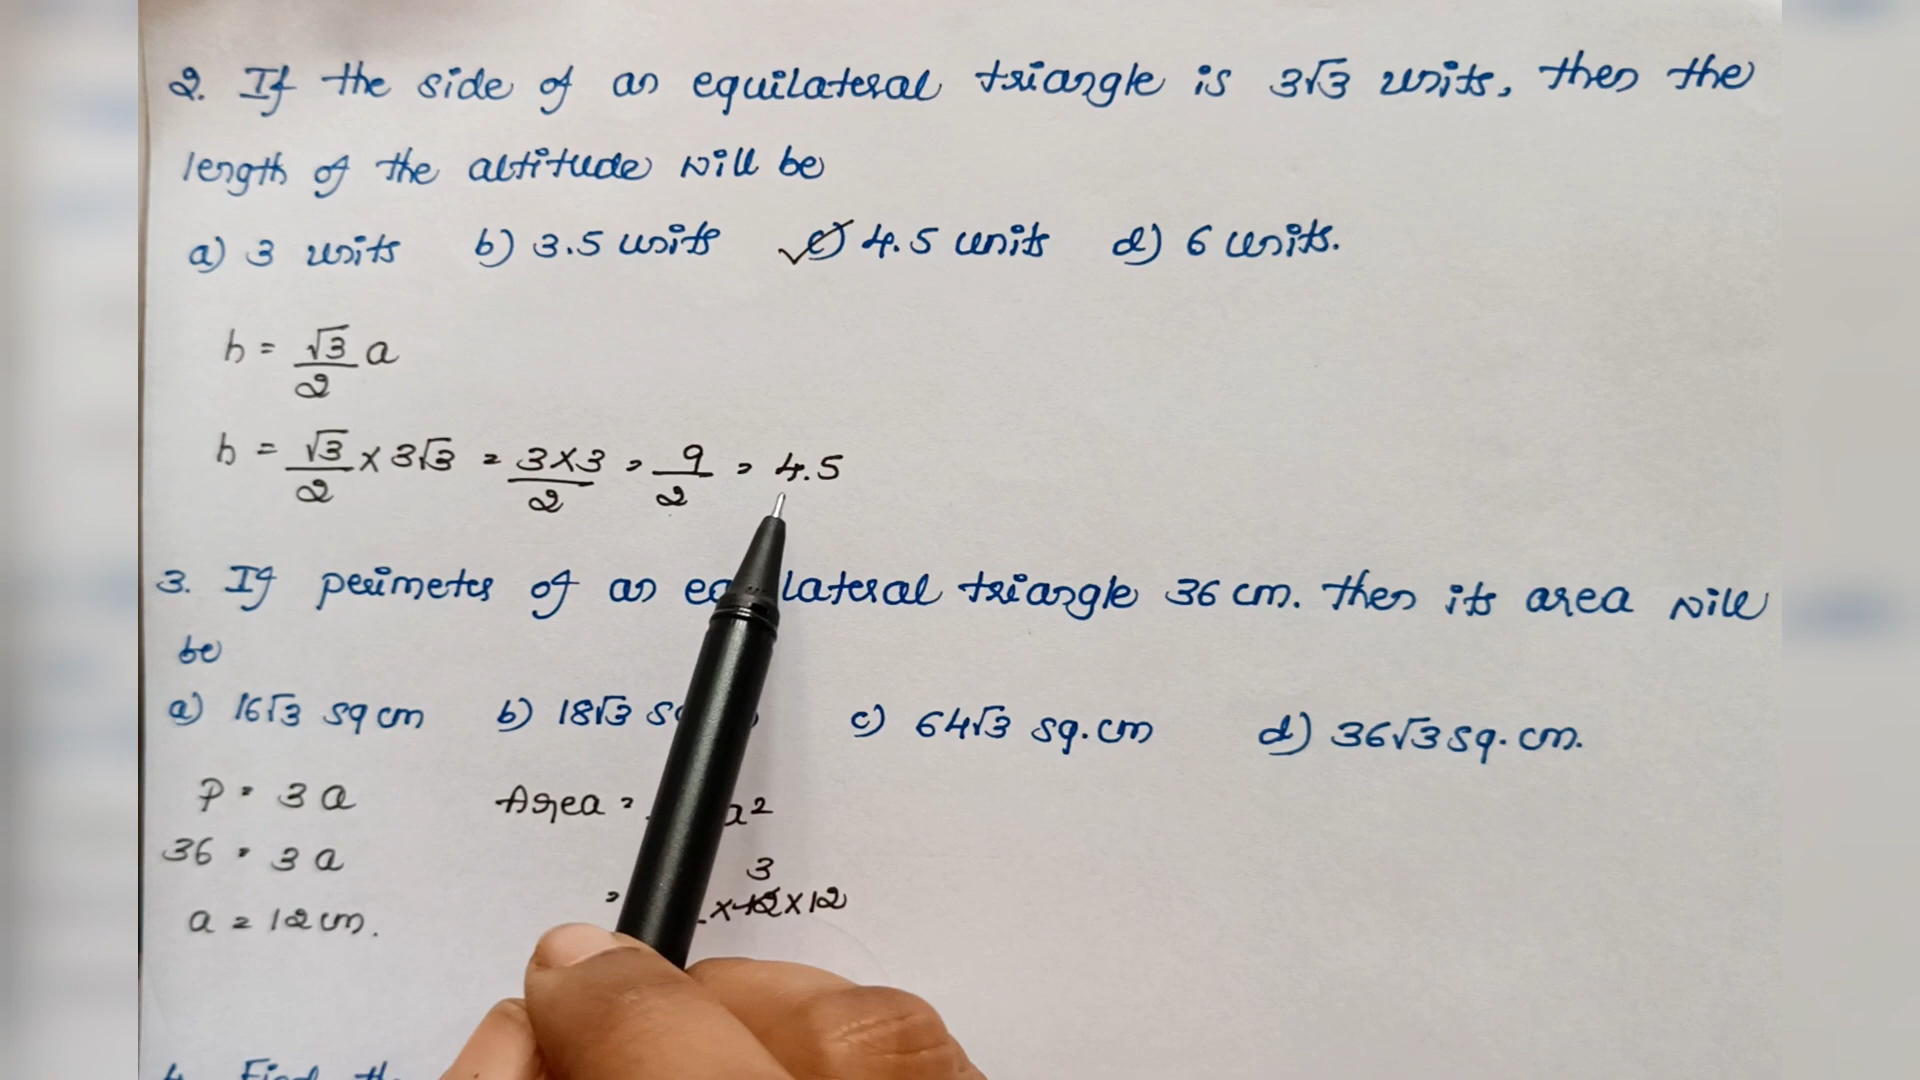 2. If the side of an equilateral triangle is 3√3 units, then the
length of the altitude will be
a) 3 units b) 3.5 units ✓c) 4.5 units d) 6 units.
h = √3/2 a
h = √3/2 × 3√3 = 3×3/2 = 9/2 = 4.5
3. If perimeter of an equilateral triangle 36 cm. then its area will
be
a) 16√3 sq cm b) 18√3 c) 64√3 sq.cm d) 36√3 sq.cm.
P = 3a Area = a²
36 = 3a 3
a = 12 cm. = ×12×12